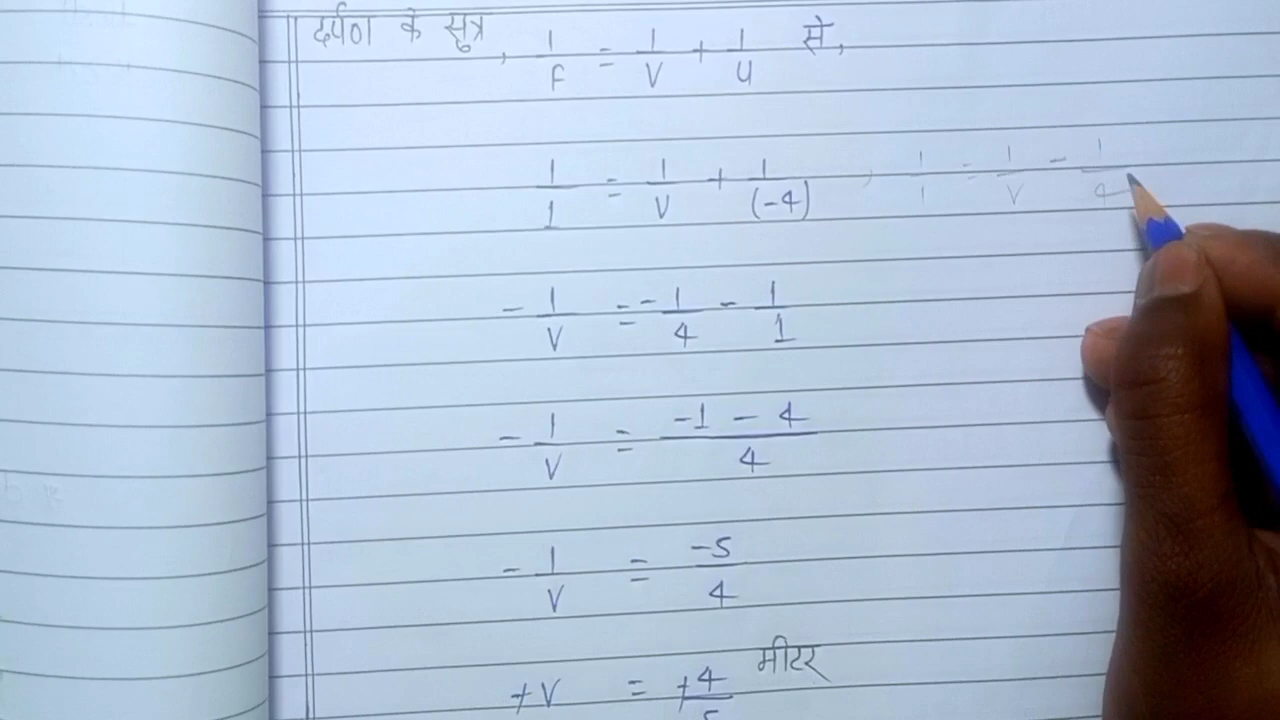 दर्पण के सुत्र, 1/F = 1/V + 1/u से,
1/1 = 1/V + 1/(-4) , 1/1 = 1/V - 1/4
- 1/V = -1/4 - 1/1
- 1/V = (-1 - 4)/4
- 1/V = -5/4
+V = +4/5 मीटर